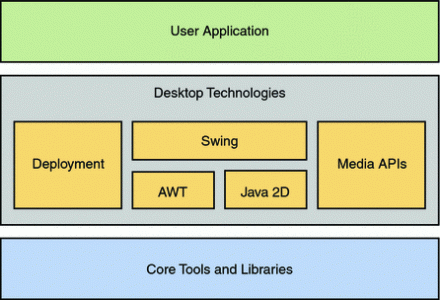 User Application
Desktop Technologies
Deployment
Swing
AWT
Java 2D
Media APIs
Core Tools and Libraries